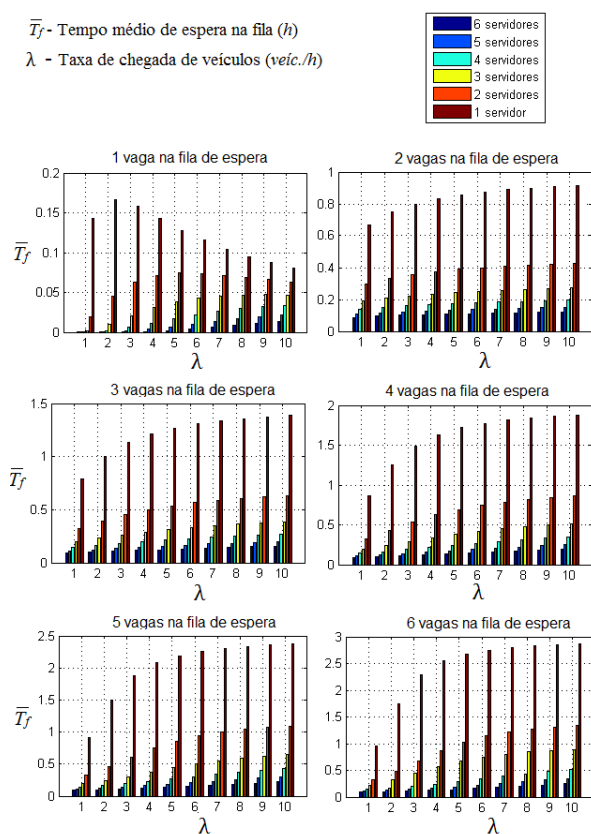 T̅f - Tempo médio de espera na fila (h)
λ - Taxa de chegada de veículos (veíc./h)
6 servidores
5 servidores
4 servidores
3 servidores
2 servidores
1 servidor
1 vaga na fila de espera
0.2
0.15
0.1
0.05
0
T̅f
1 2 3 4 5 6 7 8 9 10
λ
2 vagas na fila de espera
1
0.8
0.6
0.4
0.2
0
1 2 3 4 5 6 7 8 9 10
λ
3 vagas na fila de espera
1.5
1
0.5
0
T̅f
1 2 3 4 5 6 7 8 9 10
λ
4 vagas na fila de espera
2
1.5
1
0.5
0
1 2 3 4 5 6 7 8 9 10
λ
5 vagas na fila de espera
2.5
2
1.5
1
0.5
0
T̅f
1 2 3 4 5 6 7 8 9 10
λ
6 vagas na fila de espera
3
2.5
2
1.5
1
0.5
0
1 2 3 4 5 6 7 8 9 10
λ